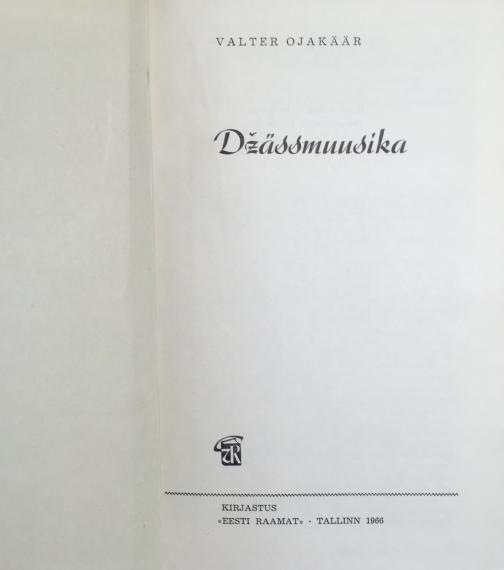 VALTER OJAKÄÄR
Džässmuusika
KIRJASTUS
«EESTI RAAMAT» · TALLINN 1966